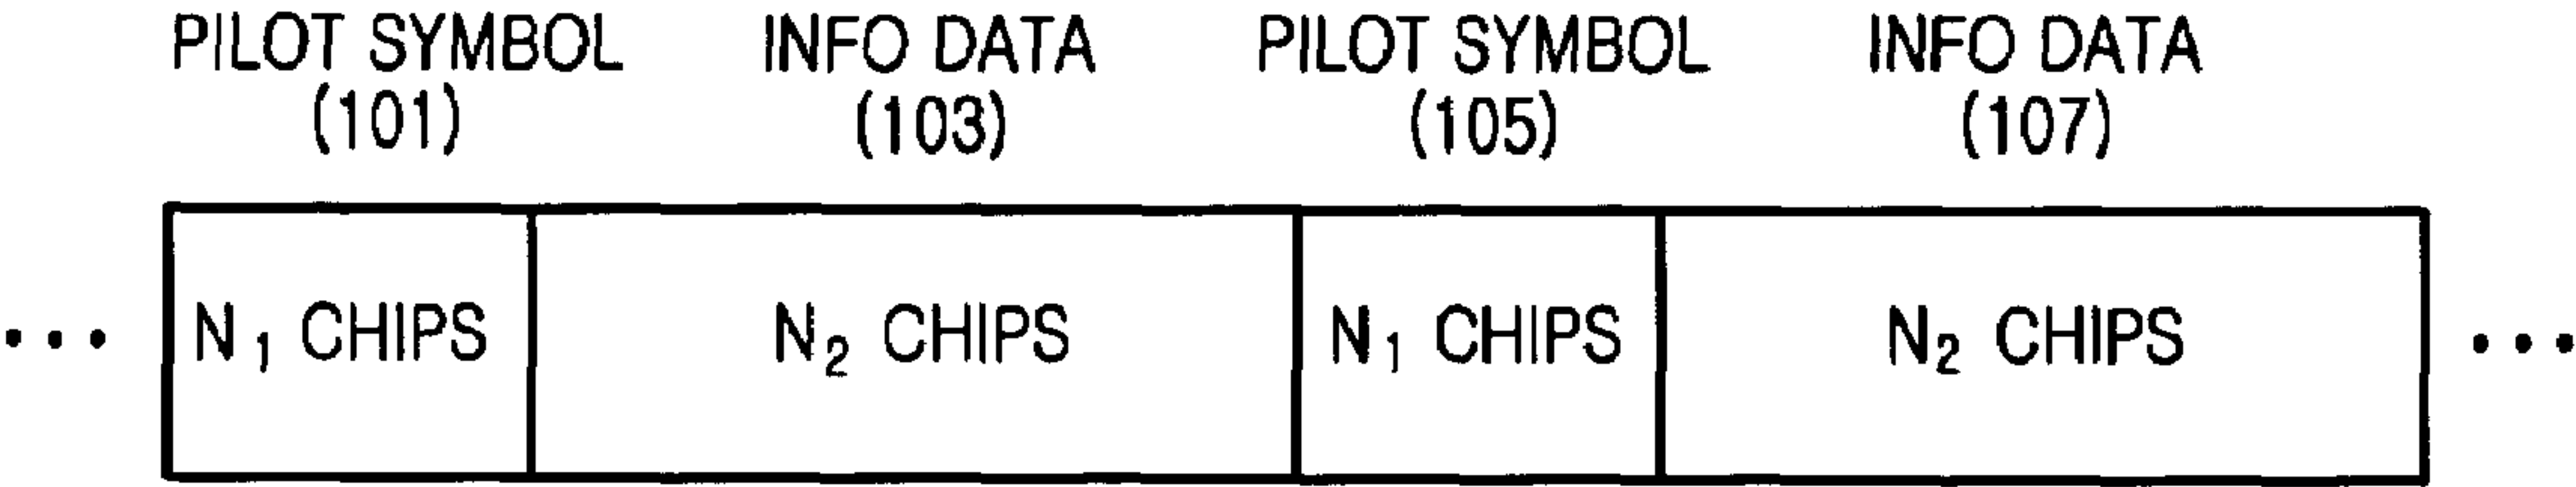 PILOT SYMBOL INFO DATA PILOT SYMBOL INFO DATA
(101) (103) (105) (107)
... N₁ CHIPS N₂ CHIPS N₁ CHIPS N₂ CHIPS ...